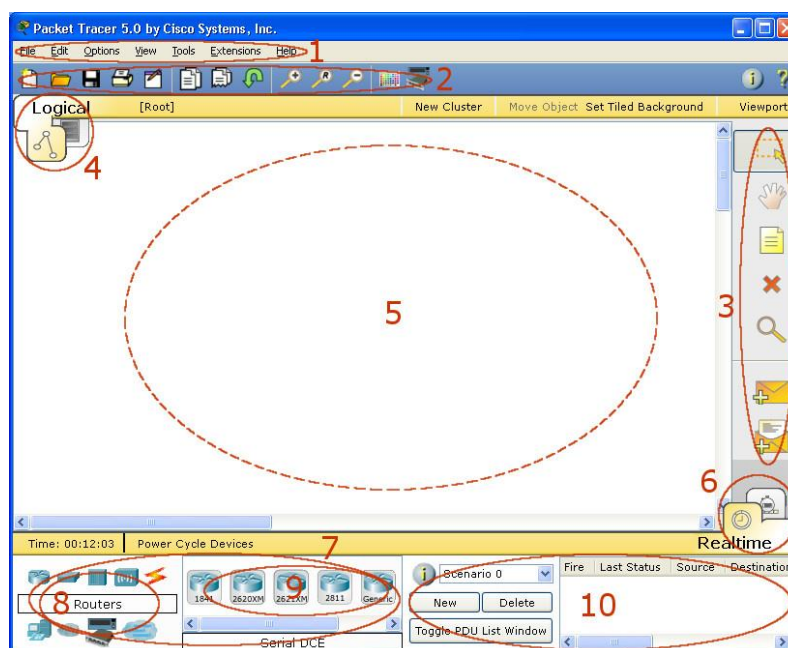 Packet Tracer 5.0 by Cisco Systems, Inc.
File Edit Options View Tools Extensions Help
1
2
Logical [Root] New Cluster Move Object Set Tiled Background Viewport
4
5
3
6
Time: 00:12:03 Power Cycle Devices 7 Realtime
8 Routers
1841 2620XM 2621XM 2811 Generic
9
Serial DCE
Scenario 0
New Delete
Toggle PDU List Window
Fire Last Status Source Destination
10